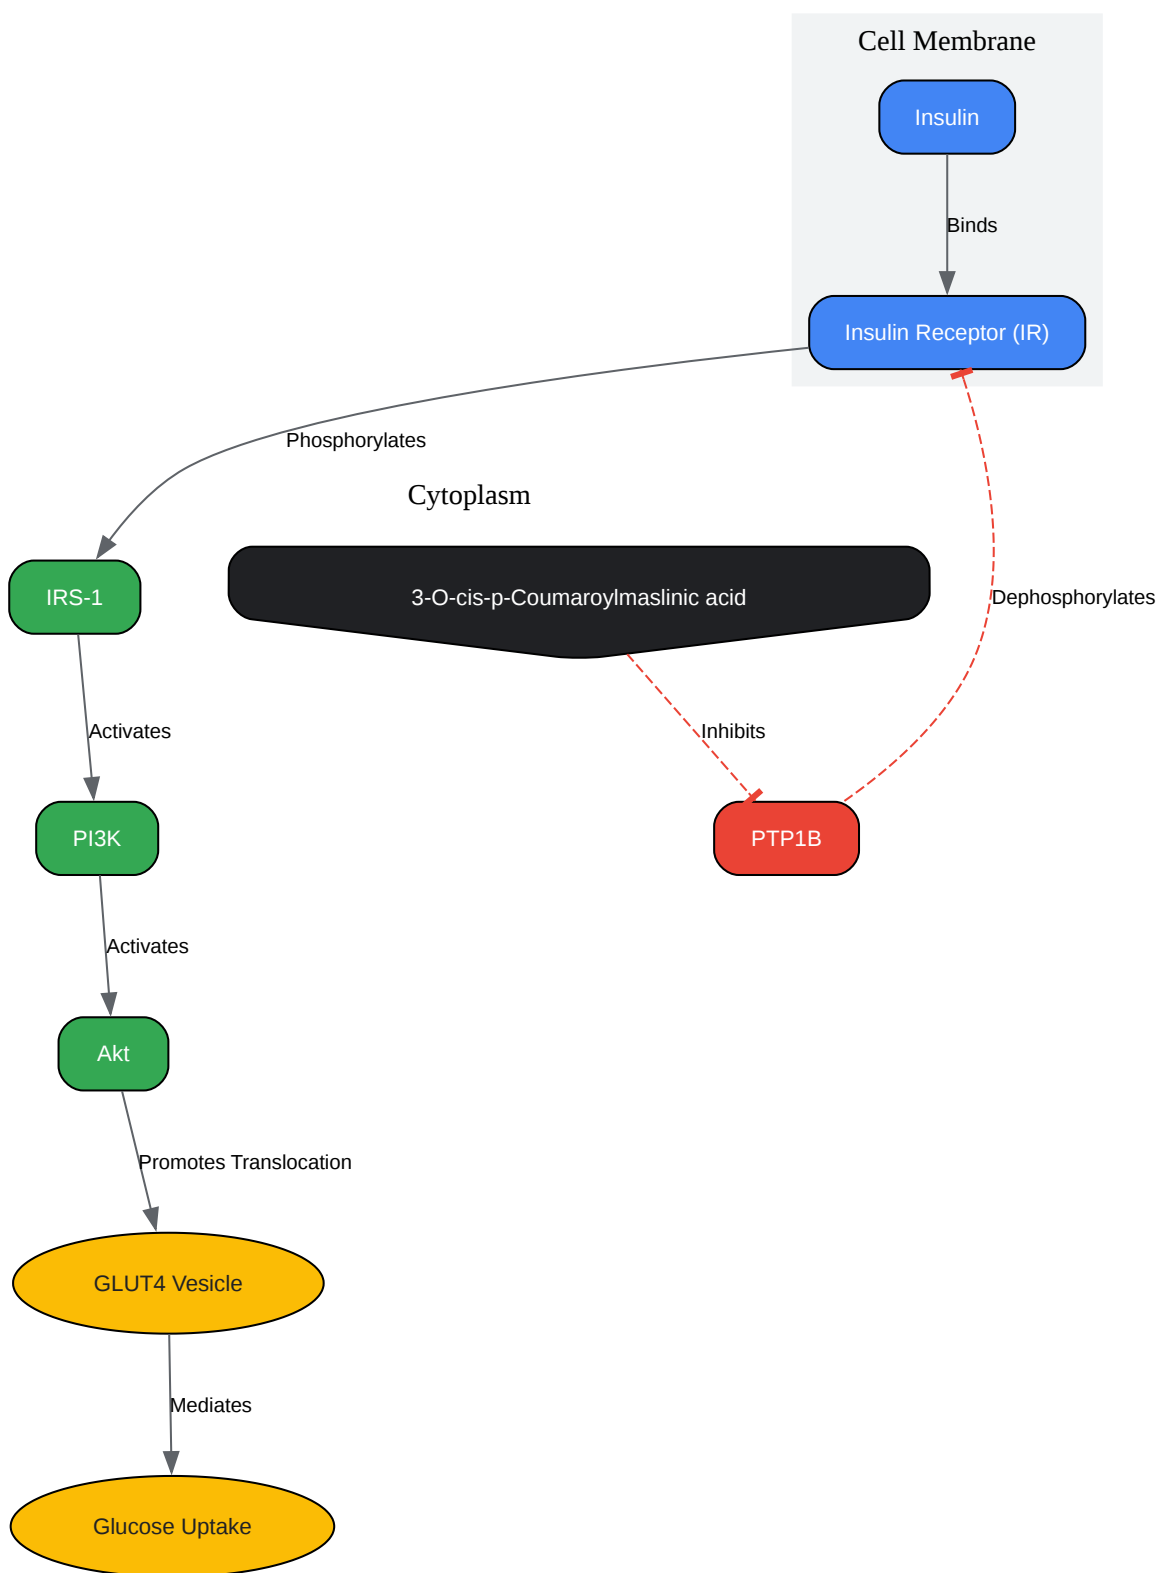 Cell Membrane
Insulin
Binds
Insulin Receptor (IR)
Phosphorylates
Cytoplasm
IRS-1
3-O-cis-p-Coumaroylmaslinic acid
Dephosphorylates
Activates
Inhibits
PI3K
PTP1B
Activates
Akt
Promotes Translocation
GLUT4 Vesicle
Mediates
Glucose Uptake